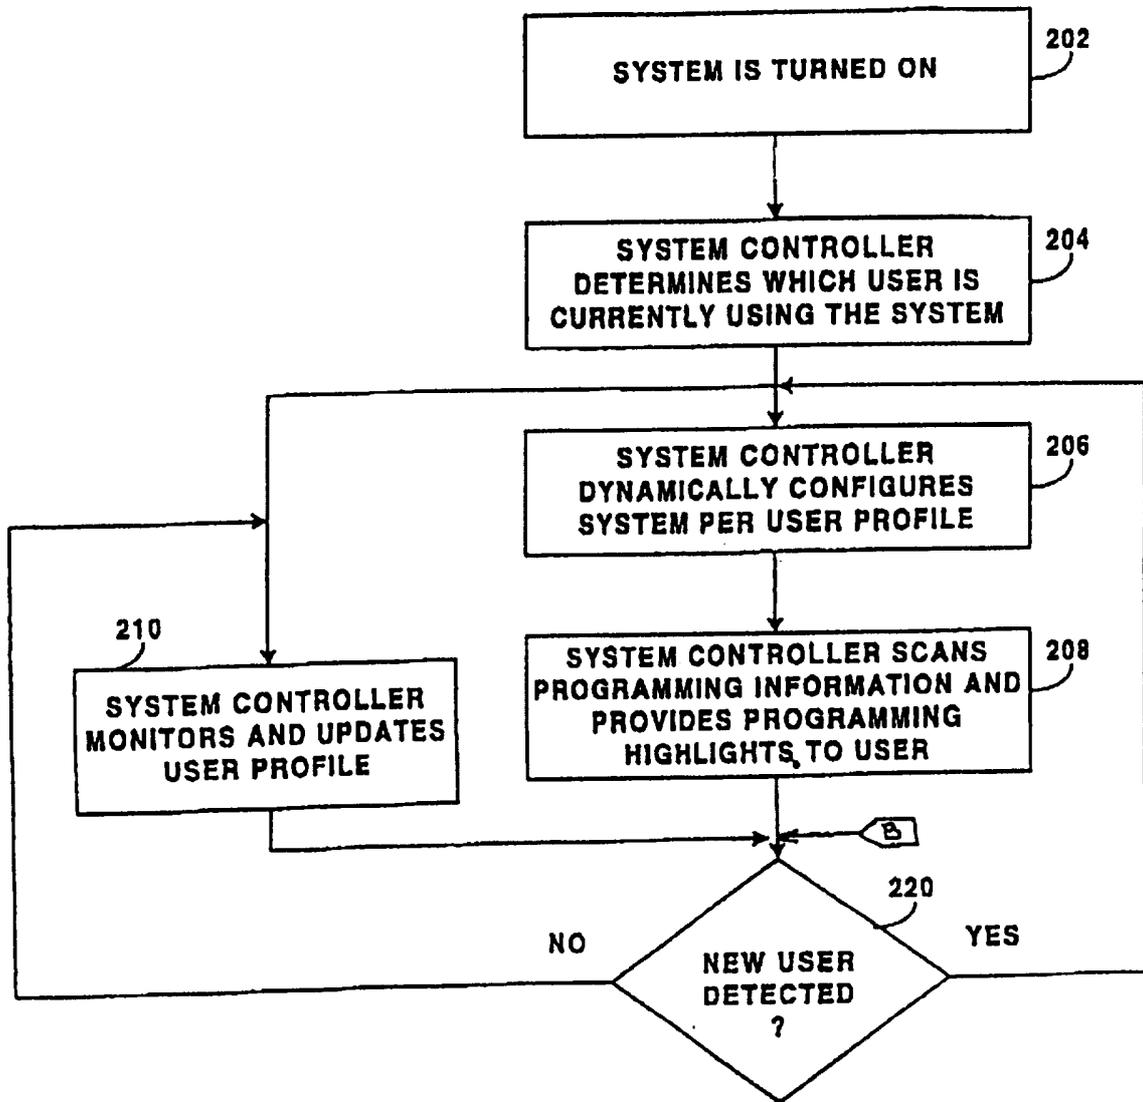 SYSTEM IS TURNED ON
202
SYSTEM CONTROLLER
DETERMINES WHICH USER IS
CURRENTLY USING THE SYSTEM
204
SYSTEM CONTROLLER
DYNAMICALLY CONFIGURES
SYSTEM PER USER PROFILE
206
210
SYSTEM CONTROLLER
MONITORS AND UPDATES
USER PROFILE
SYSTEM CONTROLLER SCANS
PROGRAMMING INFORMATION AND
PROVIDES PROGRAMMING
HIGHLIGHTS TO USER
208
B
220
NO
YES
NEW USER
DETECTED
?